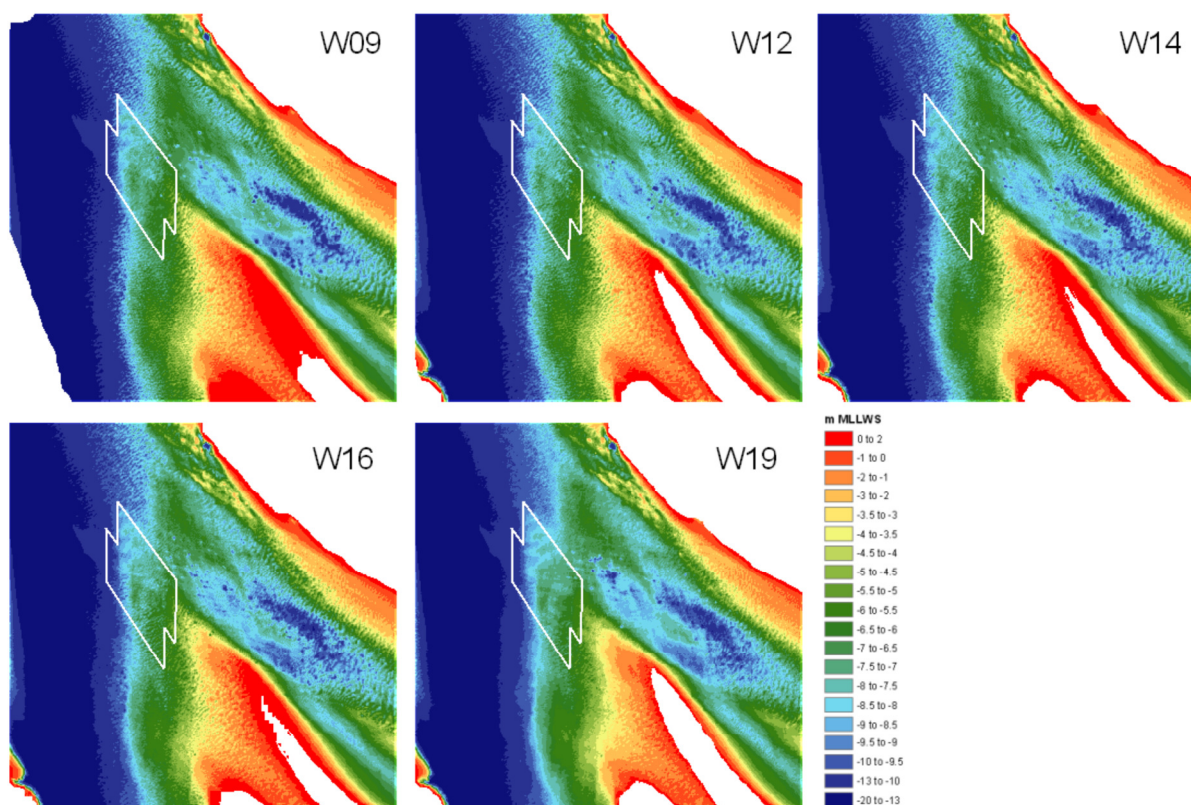 W09
W12
W14
W16
W19
m MLLWS
0 to 2
-1 to 0
-2 to -1
-3 to -2
-3.5 to -3
-4 to -3.5
-4.5 to -4
-5 to -4.5
-5.5 to -5
-6 to -5.5
-6.5 to -6
-7 to -6.5
-7.5 to -7
-8 to -7.5
-8.5 to -8
-9 to -8.5
-9.5 to -9
-10 to -9.5
-13 to -10
-20 to -13